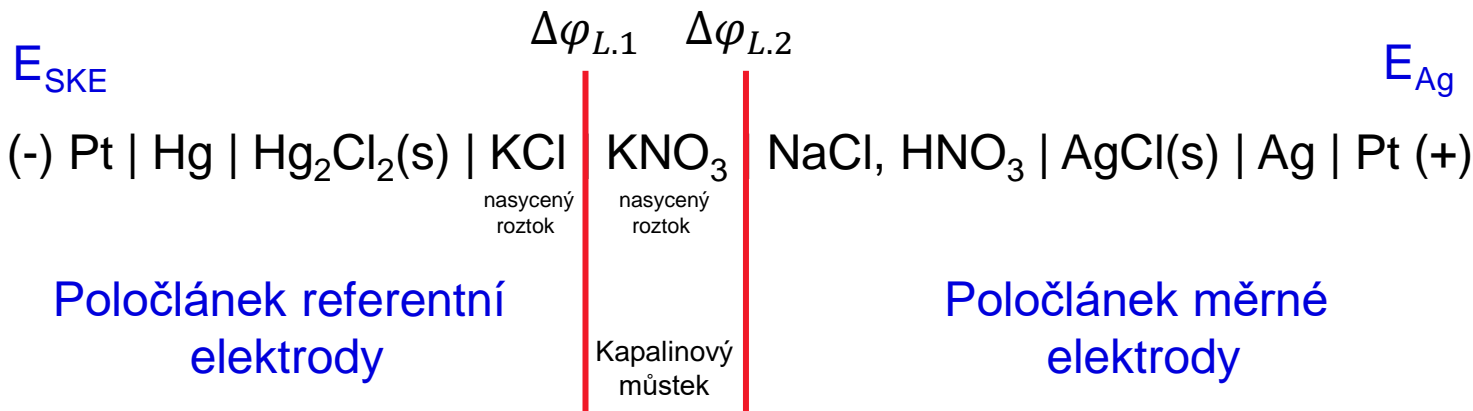 Δφ_L.1 Δφ_L.2
E_SKE E_Ag
(-) Pt | Hg | Hg₂Cl₂(s) | KCl | KNO₃ | NaCl, HNO₃ | AgCl(s) | Ag | Pt (+)
nasycený nasycený
roztok roztok
Poločlánek referentní
elektrody
Kapalinový
můstek
Poločlánek měrné
elektrody